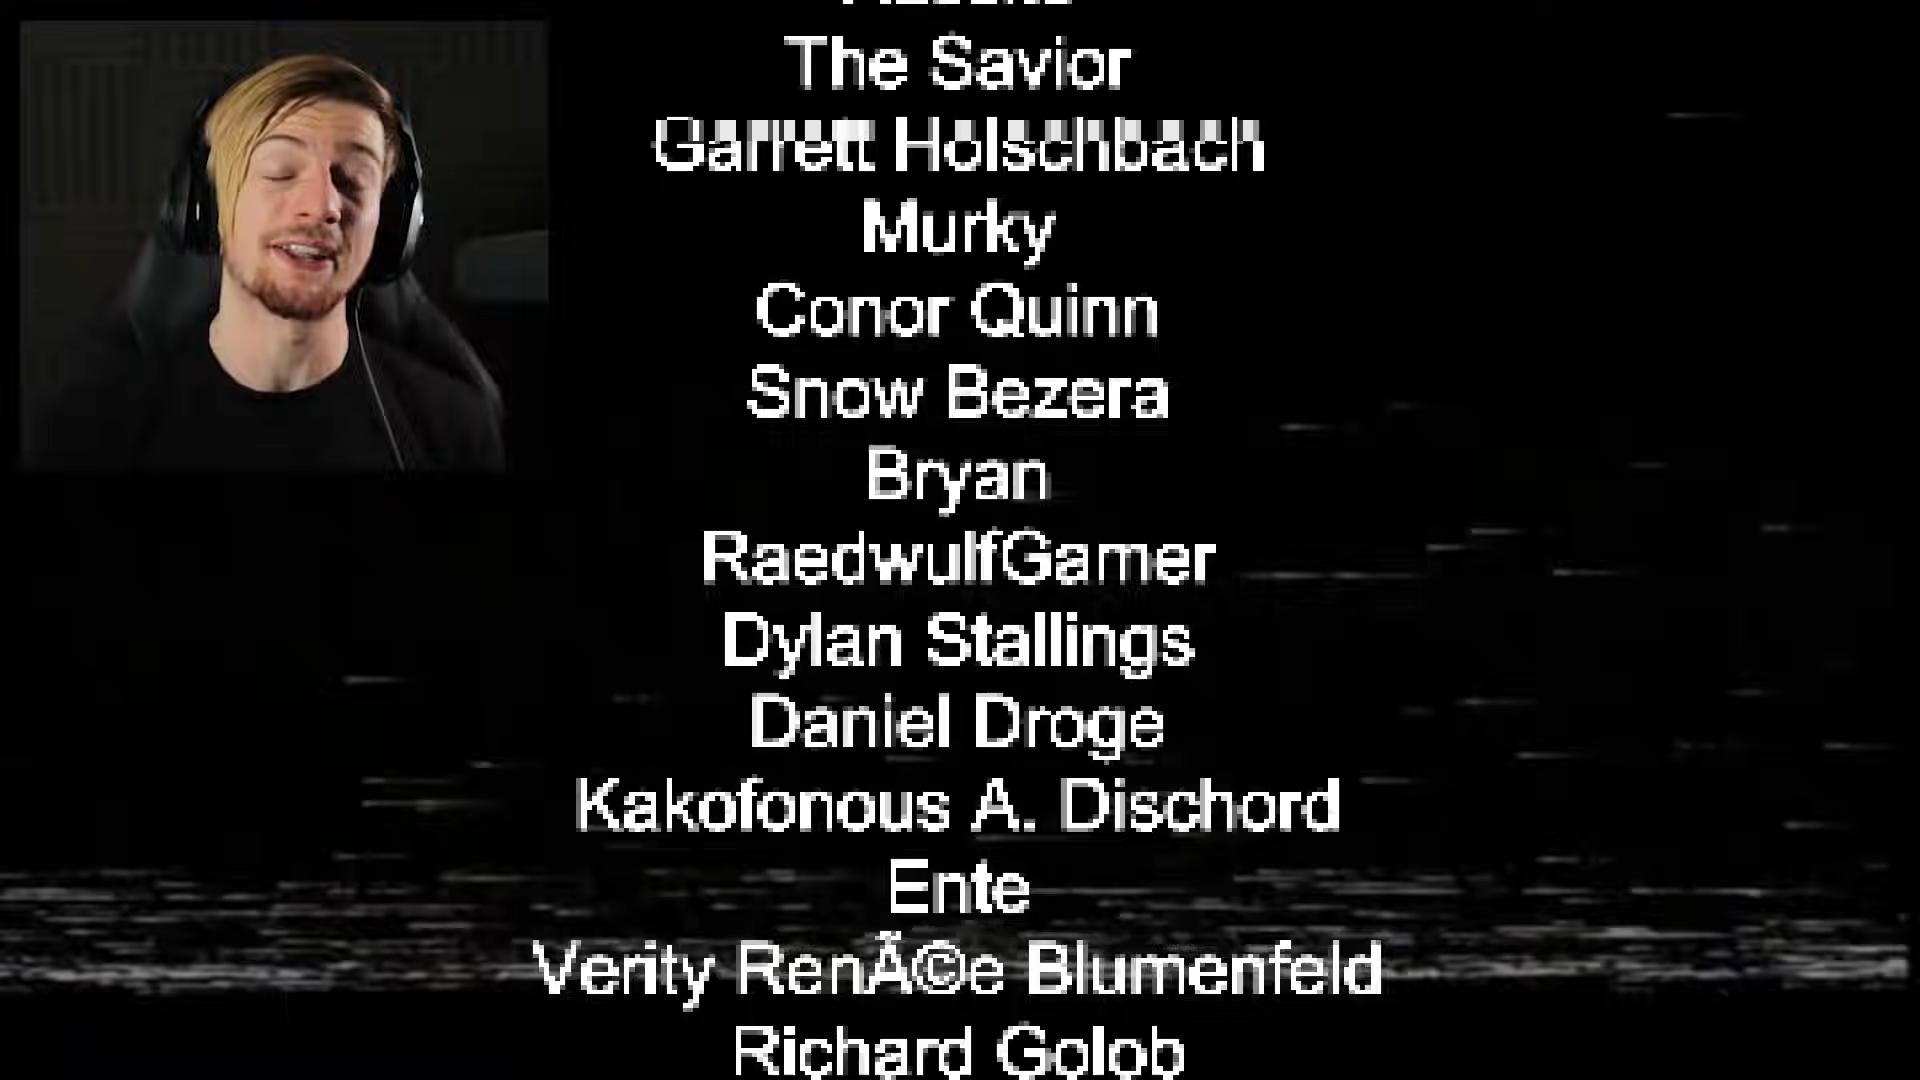 The Savior
Garrett Holschbach
Murky
Conor Quinn
Snow Bezera
Bryan
RaedwulfGamer
Dylan Stallings
Daniel Droge
Kakofonous A. Dischord
Ente
Verity RenÃ©e Blumenfeld
Richard Golob